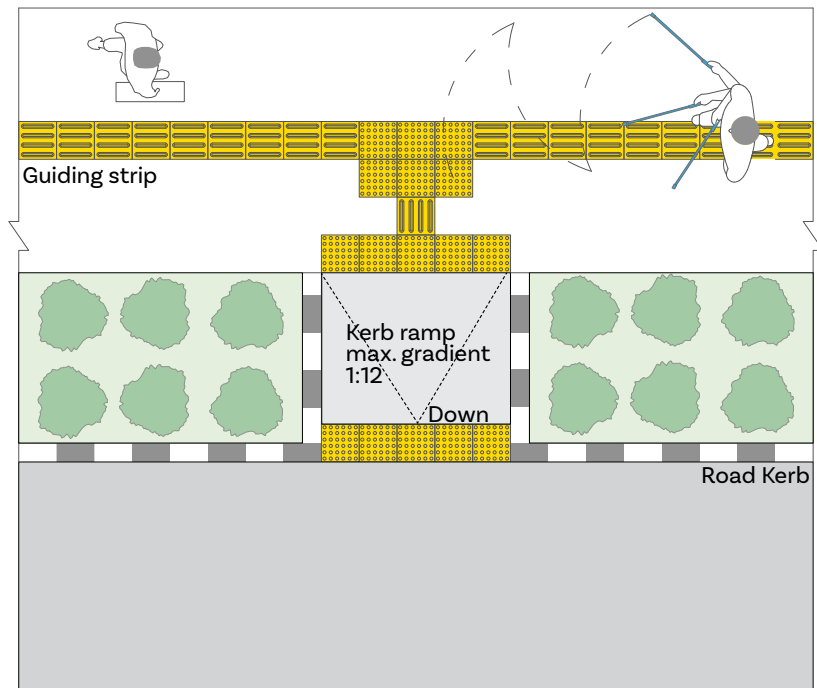 Guiding strip
Kerb ramp
max. gradient
1:12
Down
Road Kerb